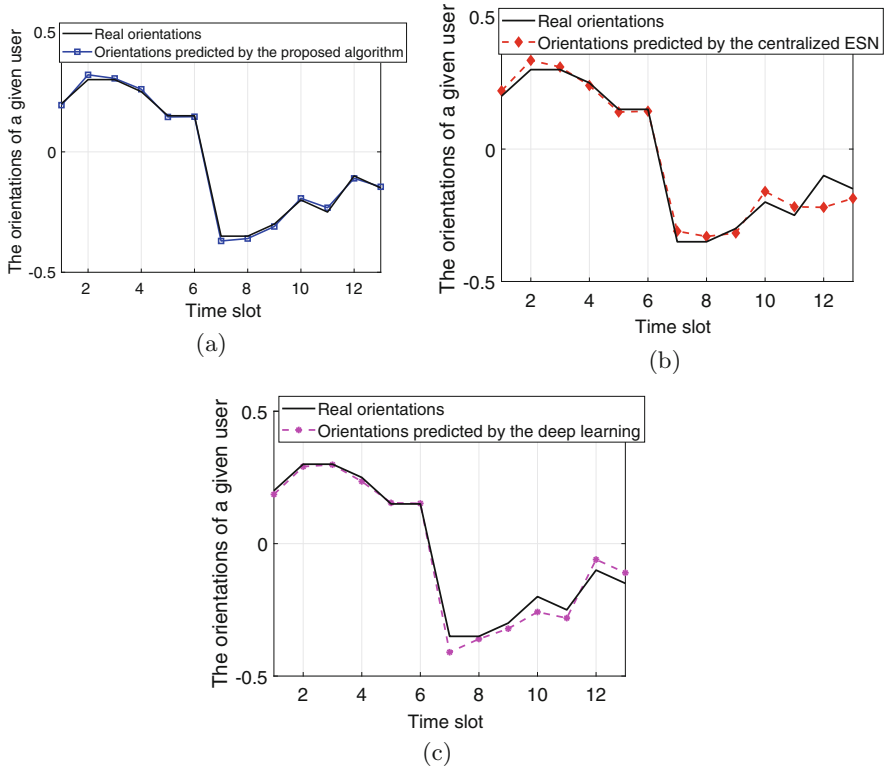 0.5
Real orientations
Orientations predicted by the proposed algorithm
0
-0.5
2 4 6 8 10 12
Time slot
The orientations of a given user
(a)
0.5
Real orientations
Orientations predicted by the centralized ESN
0
-0.5
2 4 6 8 10 12
Time slot
The orientations of a given user
(b)
0.5
Real orientations
Orientations predicted by the deep learning
0
-0.5
2 4 6 8 10 12
Time slot
The orientations of a given user
(c)